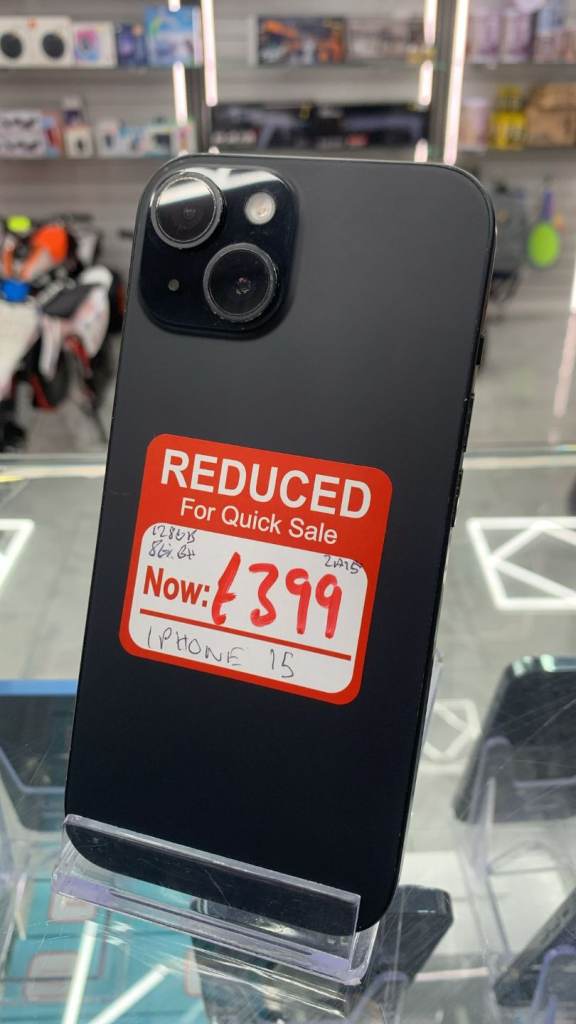 REDUCED
For Quick Sale
128GB
86% BH
2A15
Now: £399
IPHONE 15